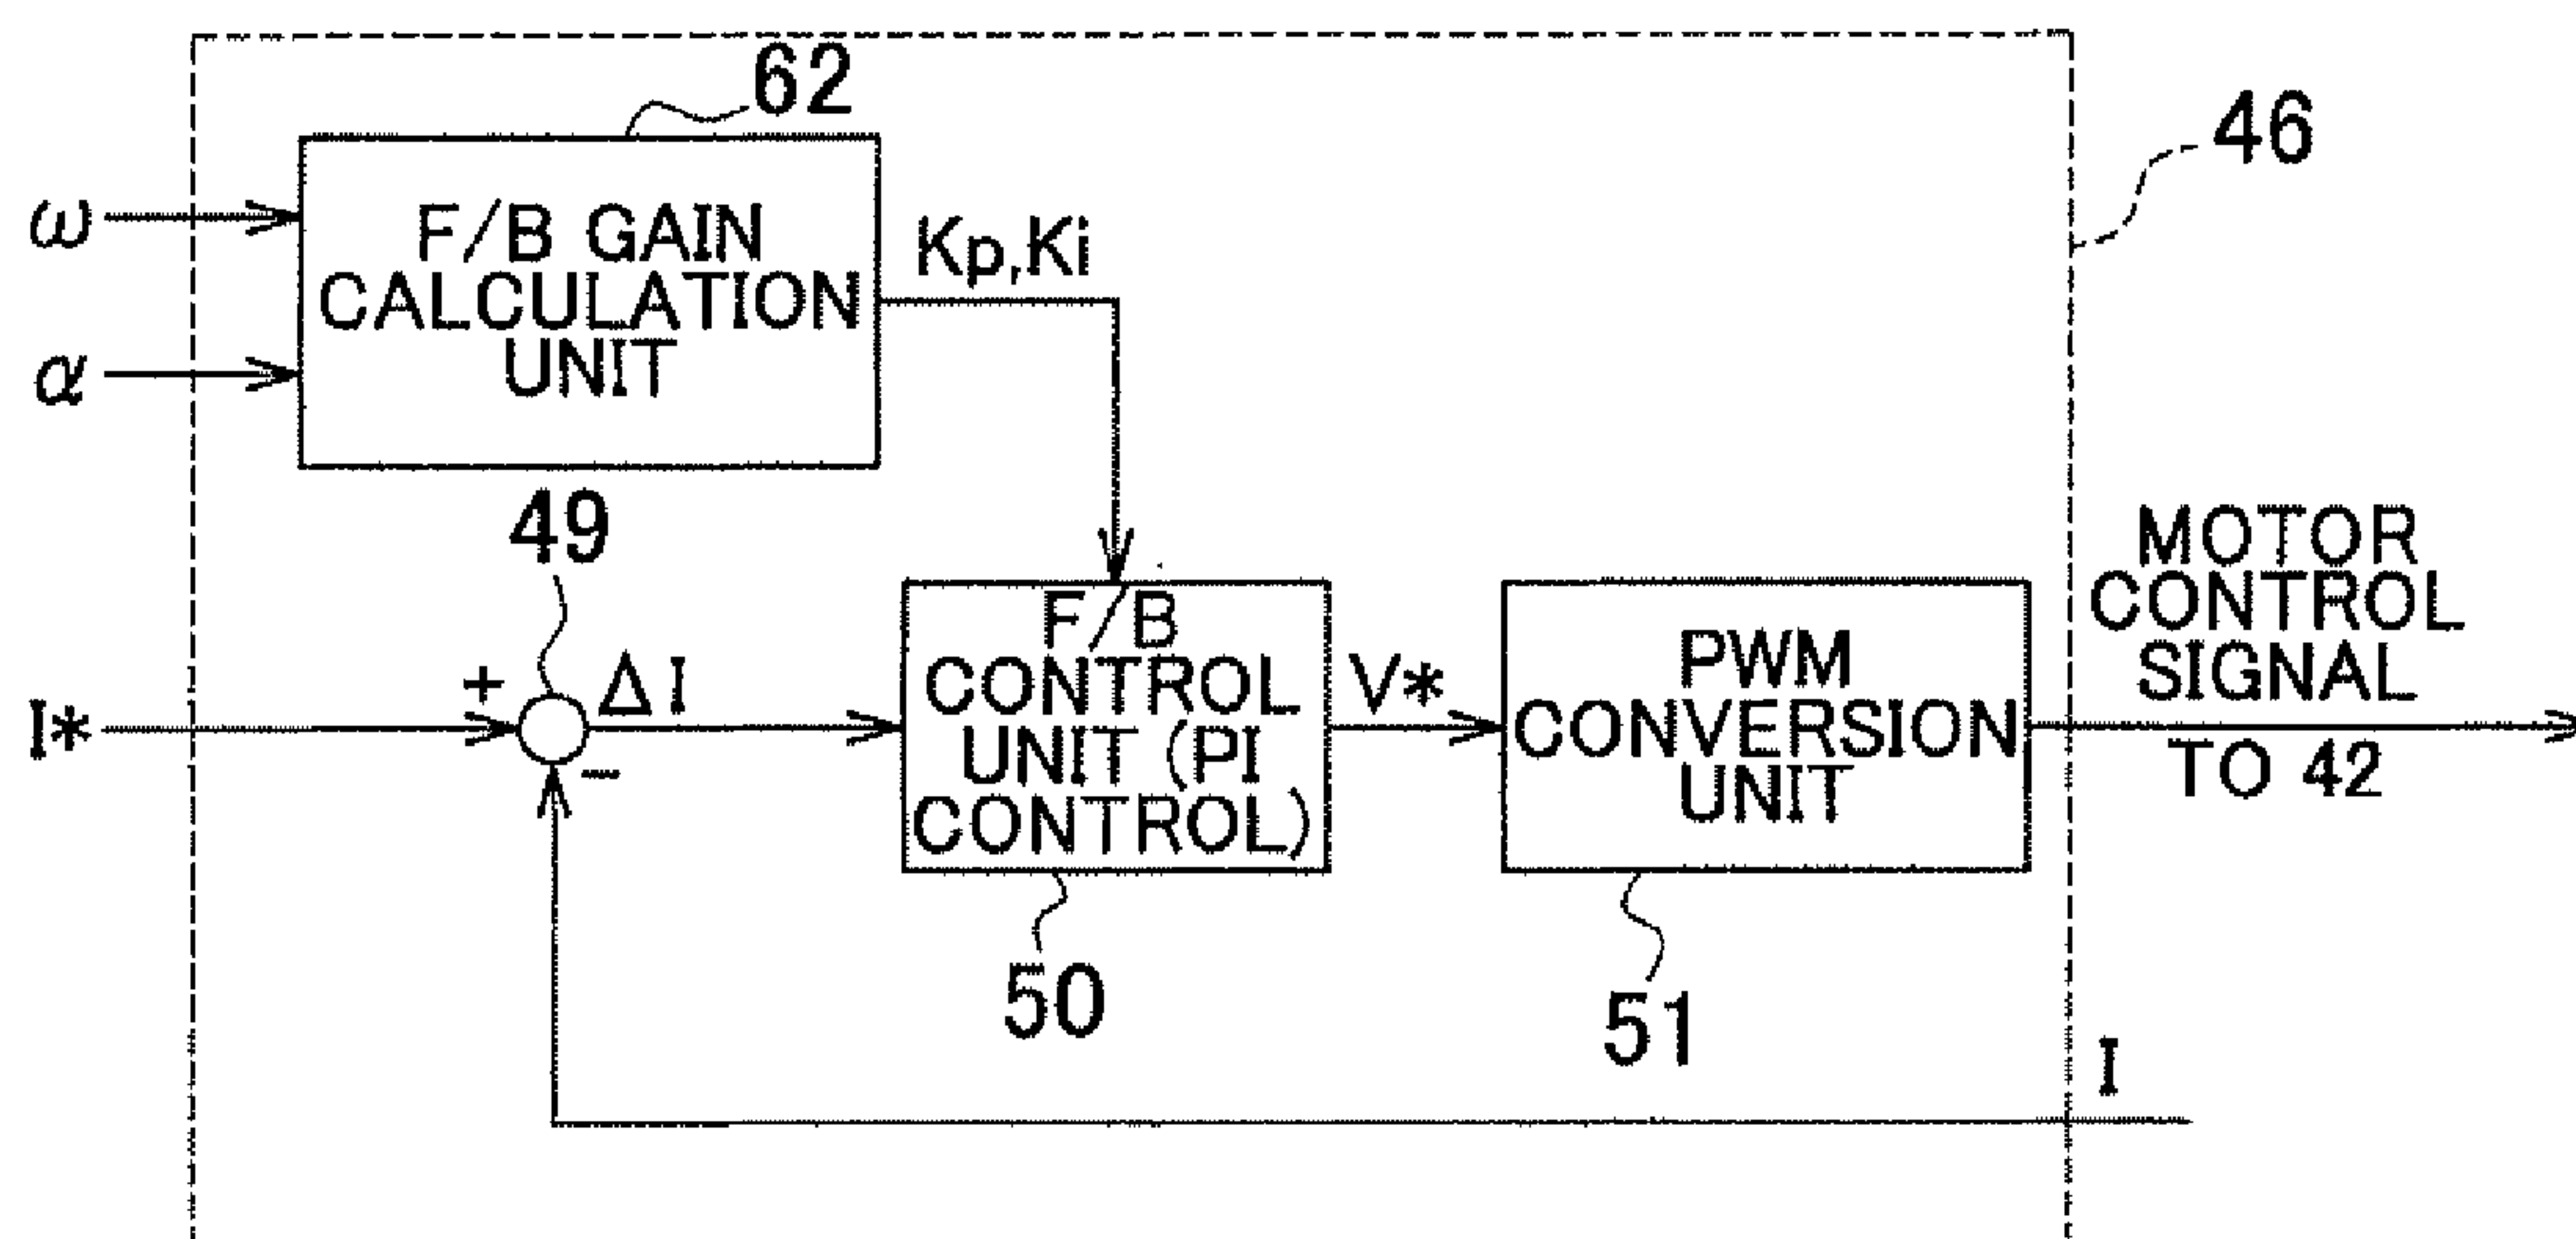 62
46
ω
F/B GAIN
CALCULATION
UNIT
Kp,Ki
α
49
MOTOR
CONTROL
SIGNAL
TO 42
I*
+
−
ΔI
F/B
CONTROL
UNIT (PI
CONTROL)
V*
PWM
CONVERSION
UNIT
50
51
I